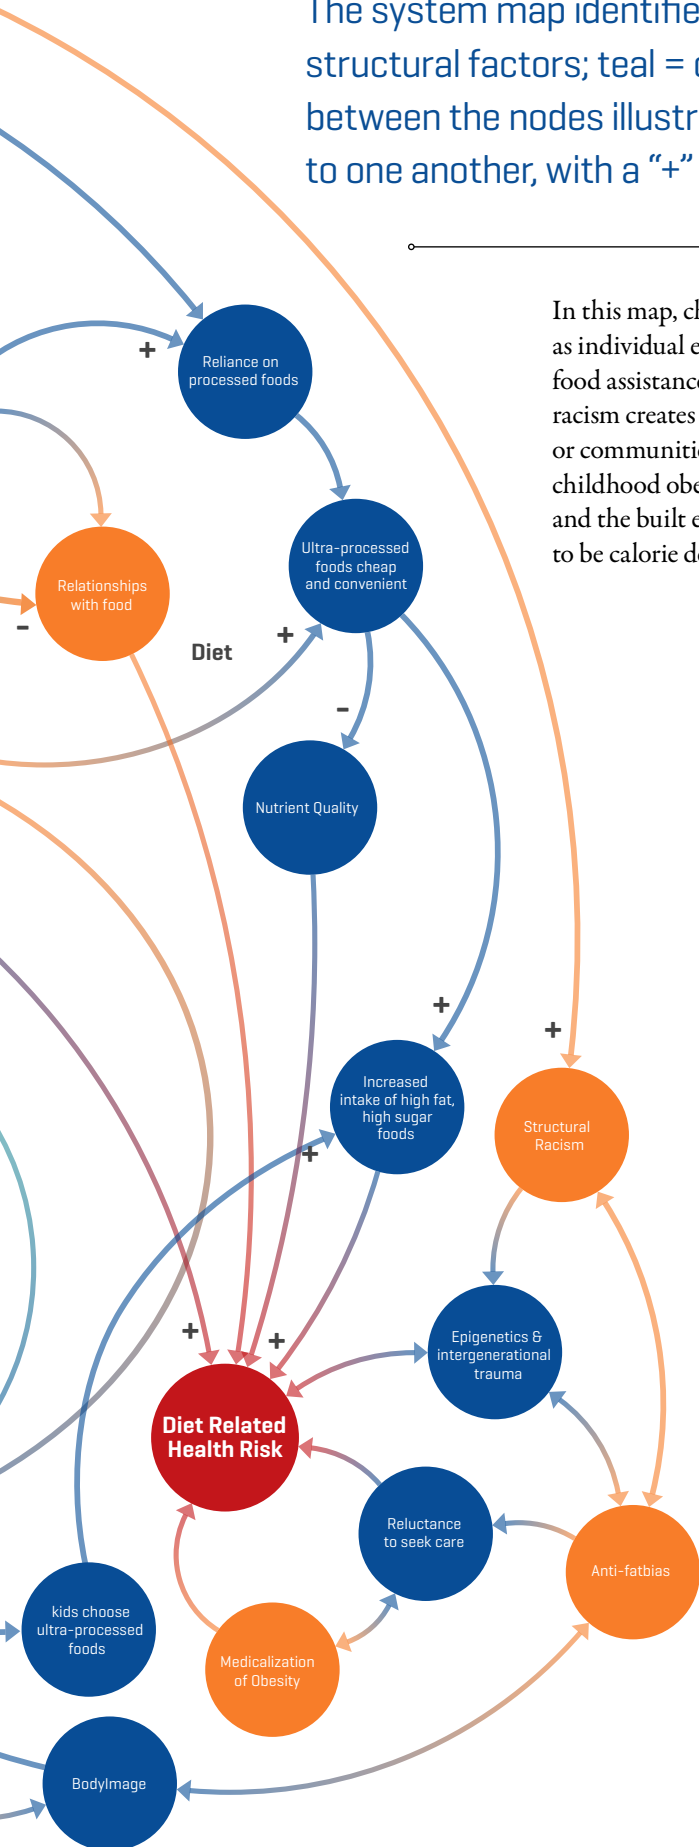 The system map identifie
structural factors; teal =
between the nodes illustr
to one another, with a “+”
In this map, ch
as individual e
food assistance
racism creates
or communitie
childhood obe
and the built e
to be calorie de
+
Reliance on
processed foods
Ultra-processed
foods cheap
and convenient
Relationships
with food
-
Diet
+
-
Nutrient Quality
+
+
Increased
intake of high fat,
high sugar
foods
Structural
Racism
+
+
+
Epigenetics &
intergenerational
trauma
Diet Related
Health Risk
Reluctance
to seek care
Anti-fatbias
kids choose
ultra-processed
foods
Medicalization
of Obesity
BodyImage